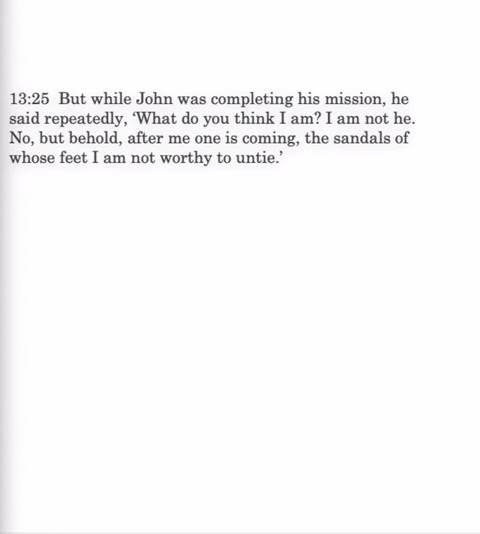 13:25 But while John was completing his mission, he
said repeatedly, ‘What do you think I am? I am not he.
No, but behold, after me one is coming, the sandals of
whose feet I am not worthy to untie.’